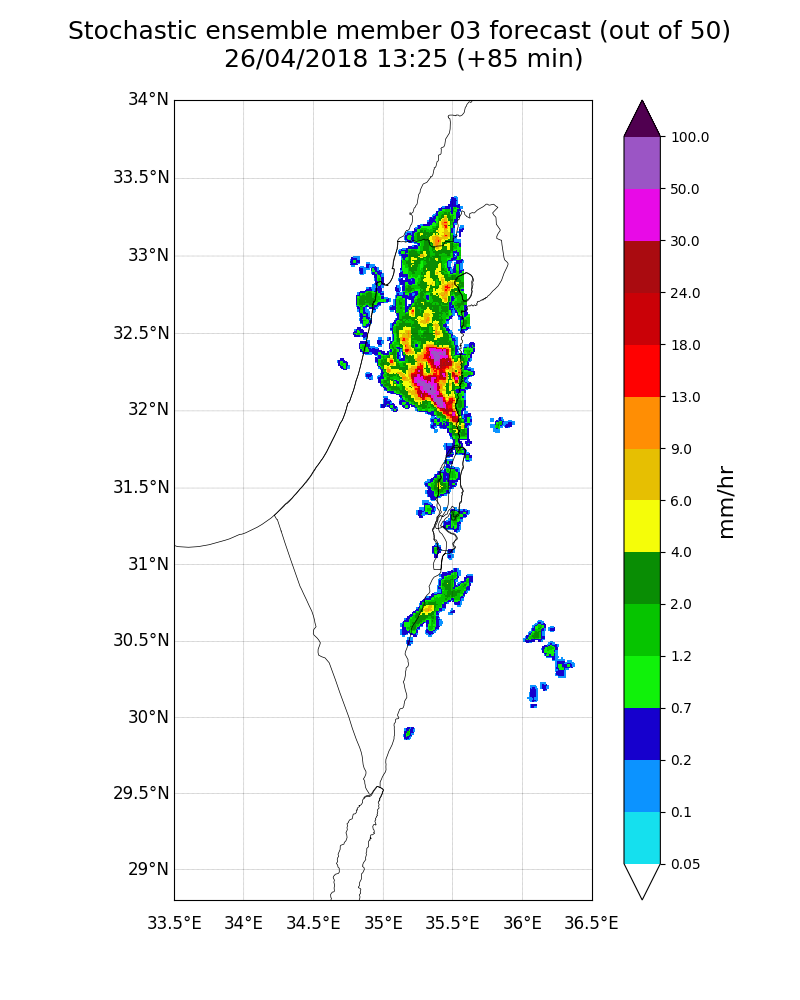 Stochastic ensemble member 03 forecast (out of 50)
26/04/2018 13:25 (+85 min)
34°N
33.5°N
33°N
32.5°N
32°N
31.5°N
31°N
30.5°N
30°N
29.5°N
29°N
33.5°E
34°E
34.5°E
35°E
35.5°E
36°E
36.5°E
100.0
50.0
30.0
24.0
18.0
13.0
9.0
6.0
4.0
2.0
1.2
0.7
0.2
0.1
0.05
mm/hr